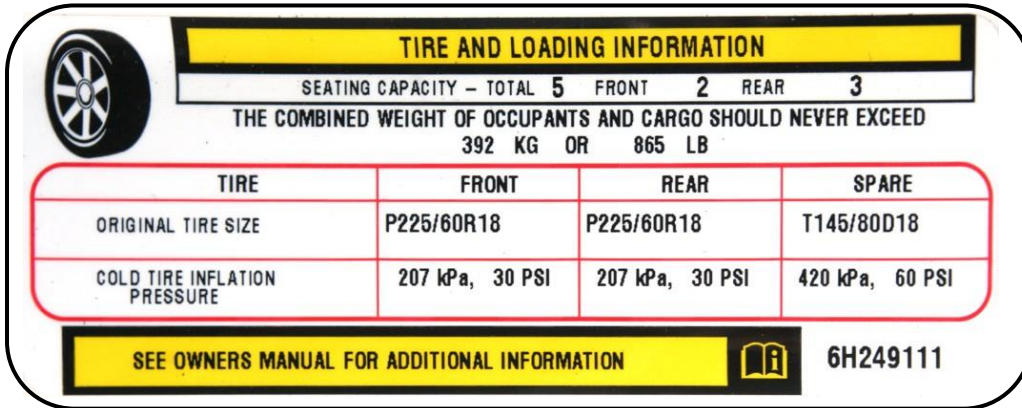 TIRE AND LOADING INFORMATION
SEATING CAPACITY – TOTAL 5 FRONT 2 REAR 3
THE COMBINED WEIGHT OF OCCUPANTS AND CARGO SHOULD NEVER EXCEED
392 KG OR 865 LB
TIRE FRONT REAR SPARE
ORIGINAL TIRE SIZE P225/60R18 P225/60R18 T145/80D18
COLD TIRE INFLATION 207 kPa, 30 PSI 207 kPa, 30 PSI 420 kPa, 60 PSI
PRESSURE
SEE OWNERS MANUAL FOR ADDITIONAL INFORMATION i 6H249111